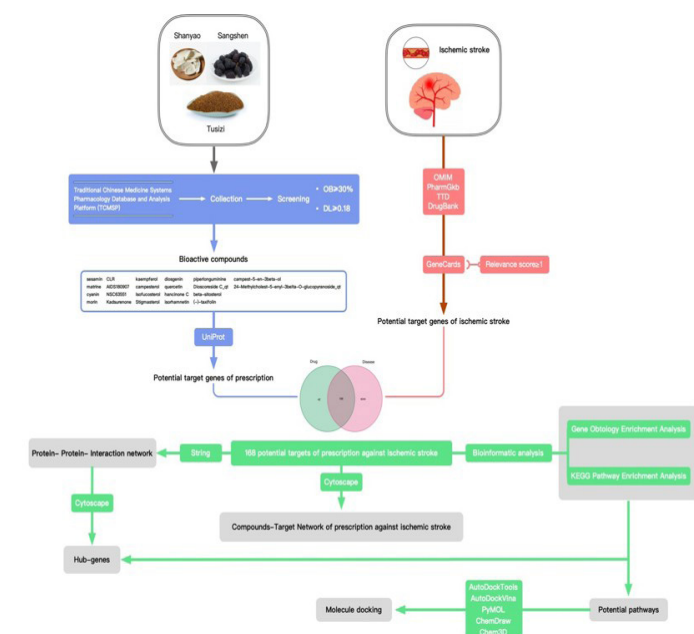 Shanyao Sangshen
Tusizi
Ischemic stroke
Traditional Chinese Medicine Systems
Pharmacology Database and Analysis
Platform (TCMSP)
Collection
Screening
• OB≥30%
• DL≥0.18
OMIM
PharmGkb
TTD
DrugBank
GeneCards
Relevance score≥1
Bioactive compounds
sesamin CLR kaempferol diosgenin piperlonguminine campest-5-en-3beta-ol
matrine campesterol quercetin Dioscoreside C_qt 24-Methylcholest-5-enyl-3beta-O-glucopyranoside_qt
cyanin isofucosterol hancinone C beta-sitosterol
morin Kadsurenone Stigmasterol isorhamnetin (-)-taxifolin
UniProt
Potential target genes of prescription
Potential target genes of ischemic stroke
Drug
Disease
Protein- Protein- Interaction network
String
188 potential targets of prescription against ischemic stroke
Bioinformatic analysis
Gene Obtology Enrichment Analysis
KEGG Pathway Enrichment Analysis
Cytoscape
Cytoscape
Compounds-Target Network of prescription against ischemic stroke
Hub-genes
Molecule docking
AutoDockTools
AutoDockVina
PyMOL
ChemDraw
Chem3D
Potential pathways